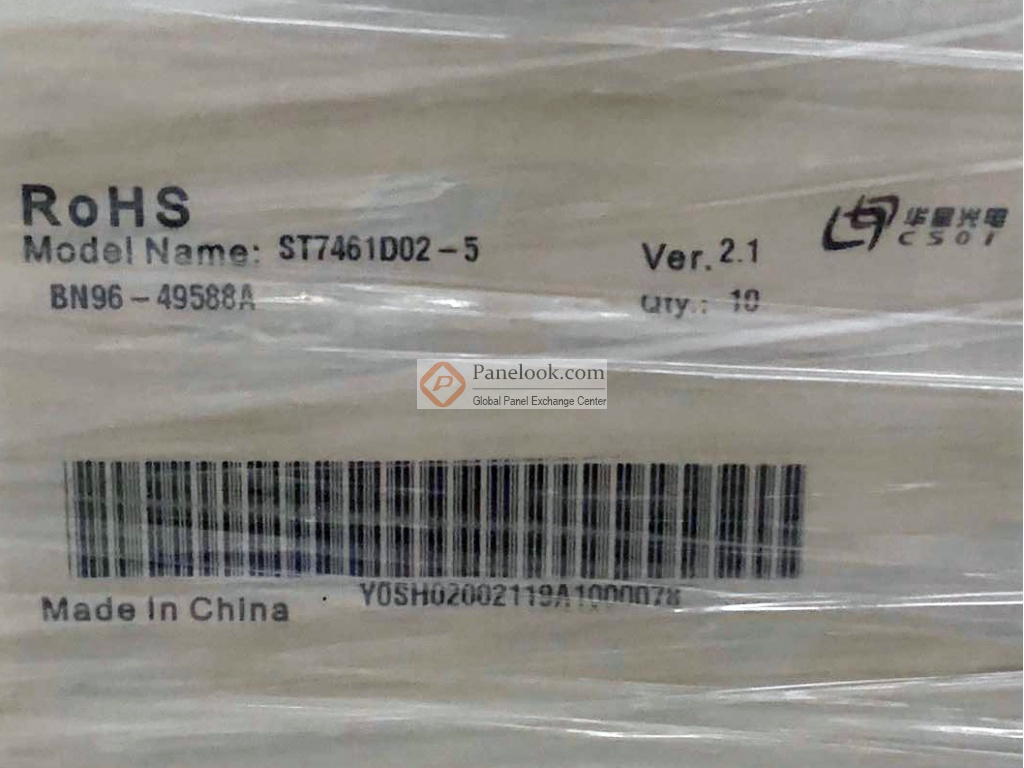 RoHS
Model Name: ST7461D02-5
Ver. 2.1
华星光电
CSOT
BN96-49588A
Qty.: 10
Panelook.com
Global Panel Exchange Center
Y0SH02002119A1000078
Made In China